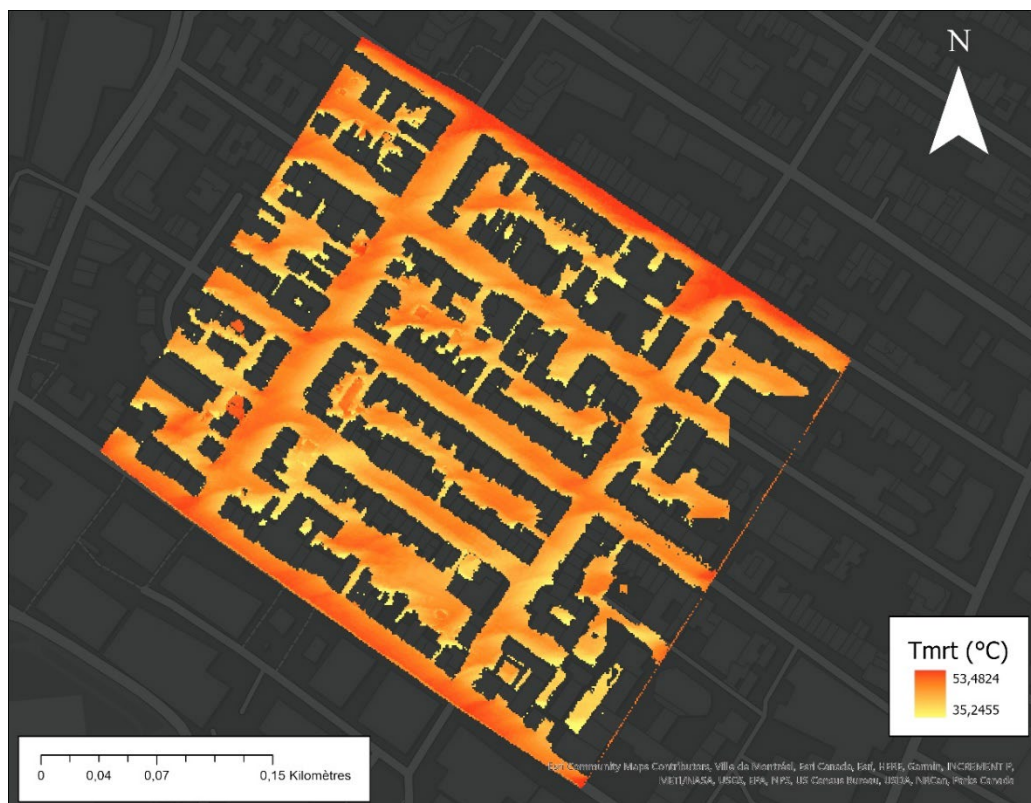 N
Tmrt (°C)
53,4824
35,2455
0 0,04 0,07 0,15 Kilomètres
Esri Community Maps Contributors, Ville de Montréal, Esri Canada, Esri, HERE, Garmin, INCREMENT P,
METI/NASA, USGS, EPA, NPS, US Census Bureau, USDA, NRCan, Parks Canada